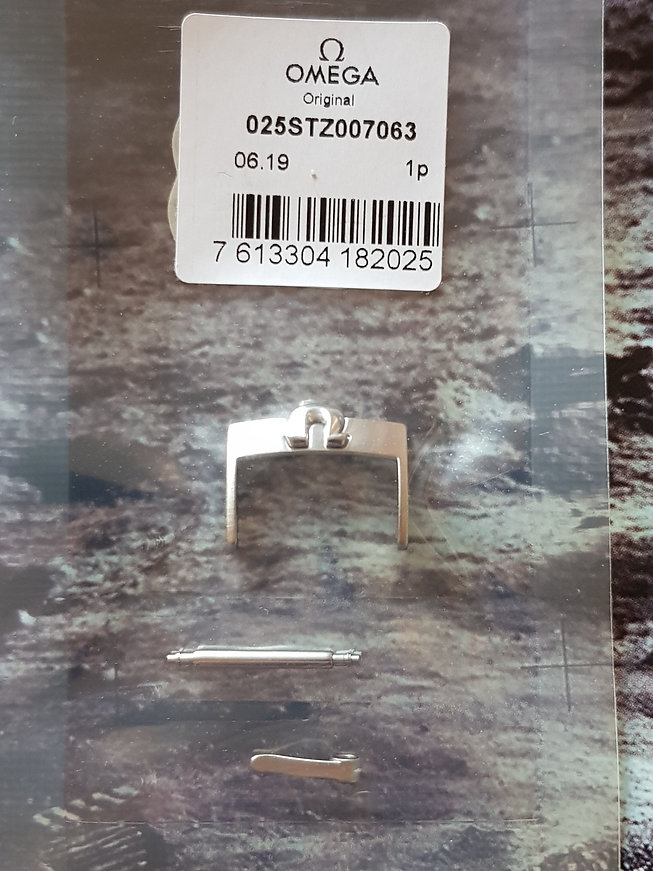 Ω
OMEGA
Original
025STZ007063
06.19 1p
7 613304 182025